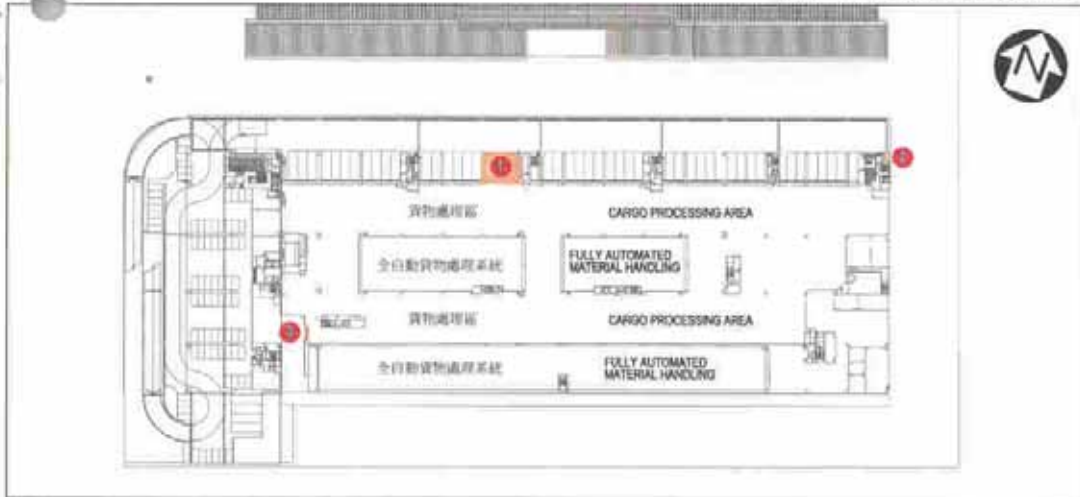 N
貨物處理區
CARGO PROCESSING AREA
全自動貨物處理系統
FULLY AUTOMATED
MATERIAL HANDLING
貨物處理區
CARGO PROCESSING AREA
全自動貨物處理系統
FULLY AUTOMATED
MATERIAL HANDLING